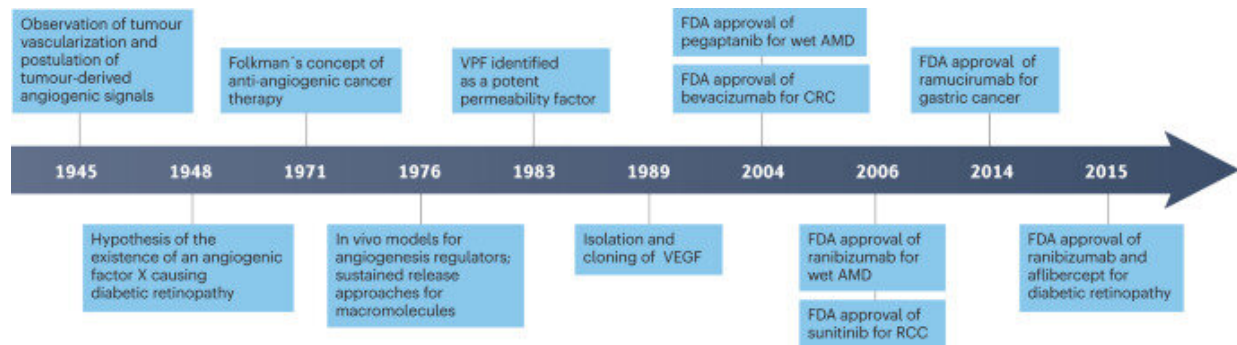 Observation of tumour
vascularization and
postulation of
tumour-derived
angiogenic signals
Folkman´s concept of
anti-angiogenic cancer
therapy
VPF identified
as a potent
permeability factor
FDA approval of
pegaptanib for wet AMD
FDA approval of
bevacizumab for CRC
FDA approval of
ramucirumab for
gastric cancer
1945 1948 1971 1976 1983 1989 2004 2006 2014 2015
Hypothesis of the
existence of an angiogenic
factor X causing
diabetic retinopathy
In vivo models for
angiogenesis regulators;
sustained release
approaches for
macromolecules
Isolation and
cloning of VEGF
FDA approval of
ranibizumab for
wet AMD
FDA approval of
sunitinib for RCC
FDA approval of
ranibizumab and
aflibercept for
diabetic retinopathy